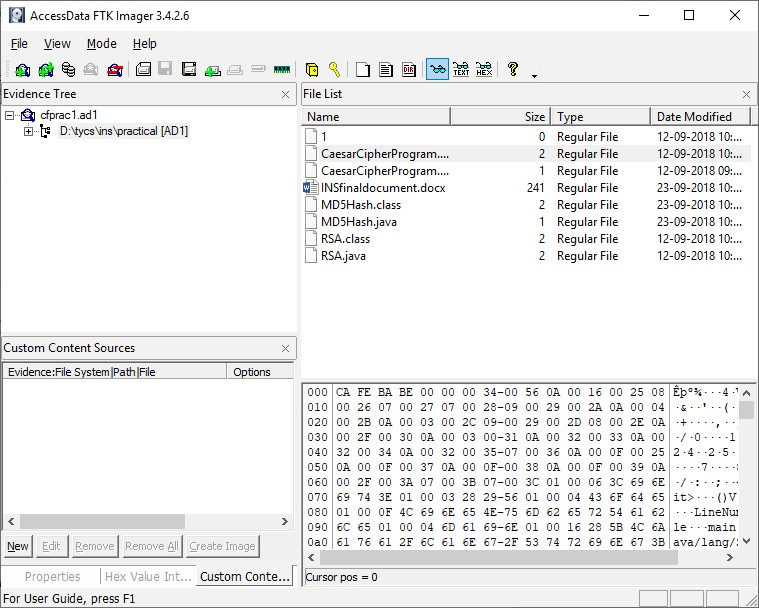 AccessData FTK Imager 3.4.2.6
File View Mode Help
TEXT HEX
Evidence Tree
cfprac1.ad1
D:\tycs\ins\practical [AD1]
File List
Name Size Type Date Modified
1 0 Regular File 12-09-2018 10:...
CaesarCipherProgram.... 2 Regular File 12-09-2018 10:...
CaesarCipherProgram.... 1 Regular File 12-09-2018 09:...
INSfinaldocument.docx 241 Regular File 23-09-2018 10:...
MD5Hash.class 2 Regular File 23-09-2018 10:...
MD5Hash.java 1 Regular File 23-09-2018 10:...
RSA.class 2 Regular File 12-09-2018 10:...
RSA.java 2 Regular File 12-09-2018 10:...
Custom Content Sources
Evidence:File System|Path|File Options
New Edit Remove Remove All Create Image
Properties Hex Value Int... Custom Conte...
000 CA FE BA BE 00 00 00 34-00 56 0A 00 16 00 25 08 Êþº¾···4·V
010 00 26 07 00 27 07 00 28-09 00 29 00 2A 0A 00 04 ·&··'··(·
020 00 2B 0A 00 03 00 2C 09-00 29 00 2D 08 00 2E 0A ·+····,··
030 00 2F 00 30 0A 00 03 00-31 0A 00 32 00 33 0A 00 ·/·0····1
040 32 00 34 0A 00 32 00 35-07 00 36 0A 00 0F 00 25 2·4··2·5·
050 0A 00 0F 00 37 0A 00 0F-00 38 0A 00 0F 00 39 0A ····7···8
060 00 2F 00 3A 07 00 3B 07-00 3C 01 00 06 3C 69 6E ·/·:··;··
070 69 74 3E 01 00 03 28 29-56 01 00 04 43 6F 64 65 it>···()V
080 01 00 0F 4C 69 6E 65 4E-75 6D 62 65 72 54 61 62 ···LineNum
090 6C 65 01 00 04 6D 61 69-6E 01 00 16 28 5B 4C 6A le···main
0a0 61 76 61 2F 6C 61 6E 67-2F 53 74 72 69 6E 67 3B ava/lang/S
Cursor pos = 0
For User Guide, press F1